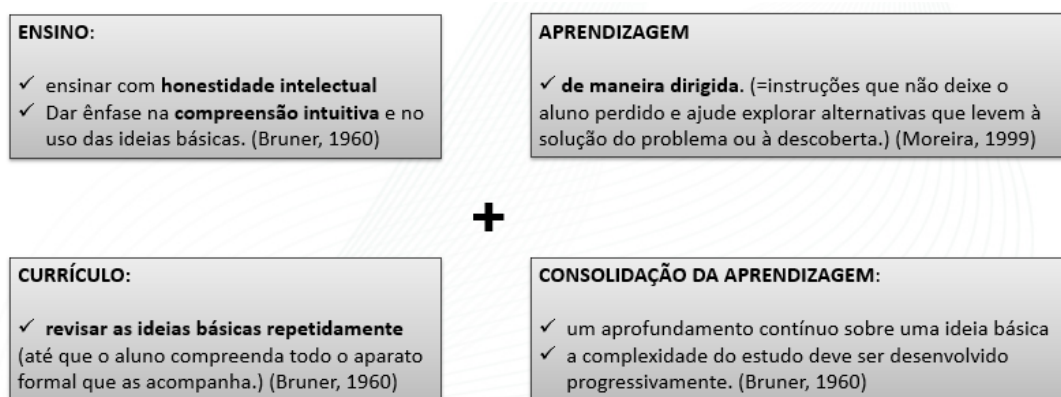 ENSINO:
✓ ensinar com honestidade intelectual
✓ Dar ênfase na compreensão intuitiva e no
uso das ideias básicas. (Bruner, 1960)
APRENDIZAGEM
✓ de maneira dirigida. (=instruções que não deixe o
aluno perdido e ajude explorar alternativas que levem à
solução do problema ou à descoberta.) (Moreira, 1999)
+
CURRÍCULO:
✓ revisar as ideias básicas repetidamente
(até que o aluno compreenda todo o aparato
formal que as acompanha.) (Bruner, 1960)
CONSOLIDAÇÃO DA APRENDIZAGEM:
✓ um aprofundamento contínuo sobre uma ideia básica
✓ a complexidade do estudo deve ser desenvolvido
progressivamente. (Bruner, 1960)